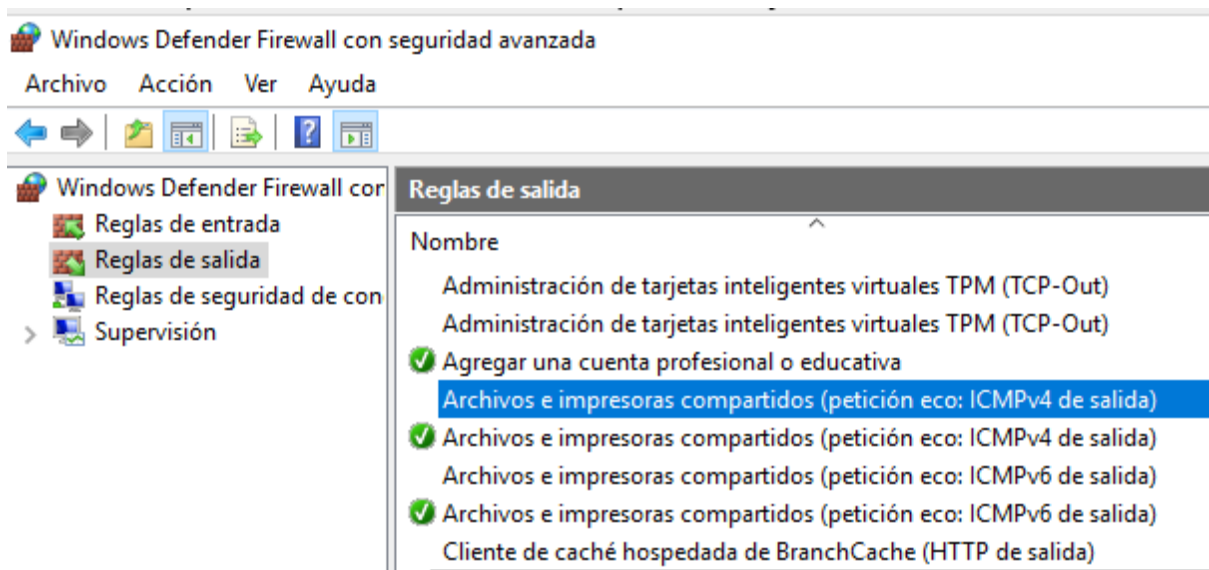 Windows Defender Firewall con seguridad avanzada
Archivo Acción Ver Ayuda
Windows Defender Firewall con
Reglas de entrada
Reglas de salida
Reglas de seguridad de con
Supervisión
Reglas de salida
Nombre
Administración de tarjetas inteligentes virtuales TPM (TCP-Out)
Administración de tarjetas inteligentes virtuales TPM (TCP-Out)
Agregar una cuenta profesional o educativa
Archivos e impresoras compartidos (petición eco: ICMPv4 de salida)
Archivos e impresoras compartidos (petición eco: ICMPv4 de salida)
Archivos e impresoras compartidos (petición eco: ICMPv6 de salida)
Archivos e impresoras compartidos (petición eco: ICMPv6 de salida)
Cliente de caché hospedada de BranchCache (HTTP de salida)